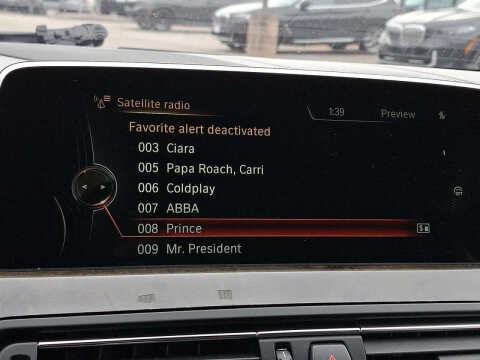 Satellite radio
1:39 Preview
Favorite alert deactivated
003 Ciara
005 Papa Roach, Carri
006 Coldplay
007 ABBA
008 Prince
009 Mr. President